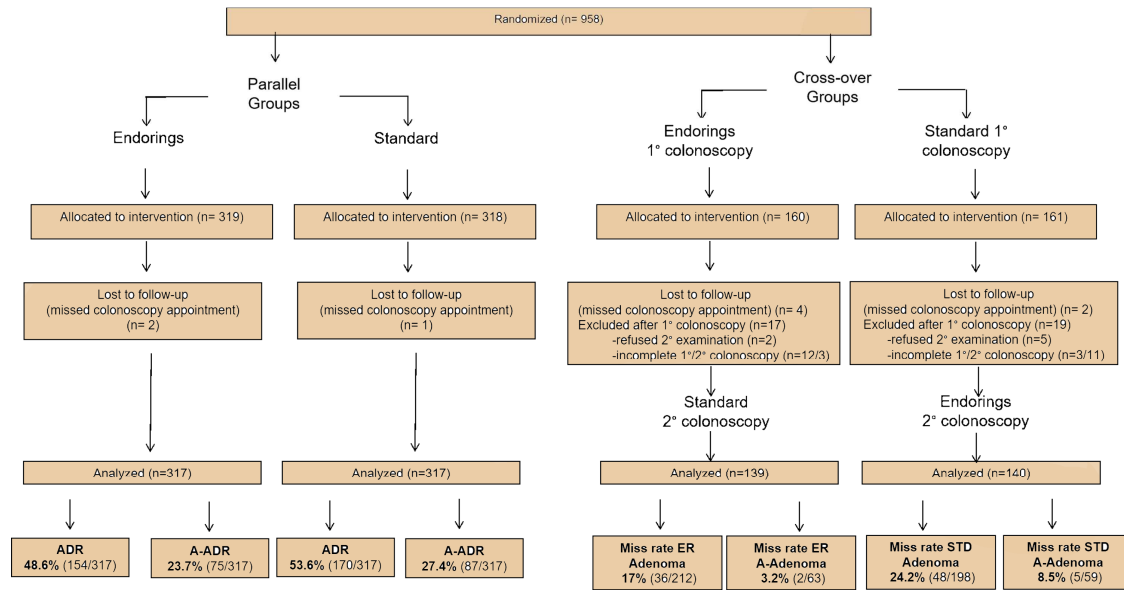 Randomized (n= 958)
Parallel
Groups
Cross-over
Groups
Endorings
Standard
Endorings
1° colonoscopy
Standard 1°
colonoscopy
Allocated to intervention (n= 319)
Allocated to intervention (n= 318)
Allocated to intervention (n= 160)
Allocated to intervention (n= 161)
Lost to follow-up
(missed colonoscopy appointment)
(n= 2)
Lost to follow-up
(missed colonoscopy appointment)
(n= 1)
Lost to follow-up
(missed colonoscopy appointment) (n= 4)
Excluded after 1° colonoscopy (n=17)
-refused 2° examination (n=2)
-incomplete 1°/2° colonoscopy (n=12/3)
Lost to follow-up
(missed colonoscopy appointment) (n= 2)
Excluded after 1° colonoscopy (n=19)
-refused 2° examination (n=5)
-incomplete 1°/2° colonoscopy (n=3/11)
Standard
2° colonoscopy
Endorings
2° colonoscopy
Analyzed (n=317)
Analyzed (n=317)
Analyzed (n=139)
Analyzed (n=140)
ADR
48.6% (154/317)
A-ADR
23.7% (75/317)
ADR
53.6% (170/317)
A-ADR
27.4% (87/317)
Miss rate ER
Adenoma
17% (36/212)
Miss rate ER
A-Adenoma
3.2% (2/63)
Miss rate STD
Adenoma
24.2% (48/198)
Miss rate STD
A-Adenoma
8.5% (5/59)